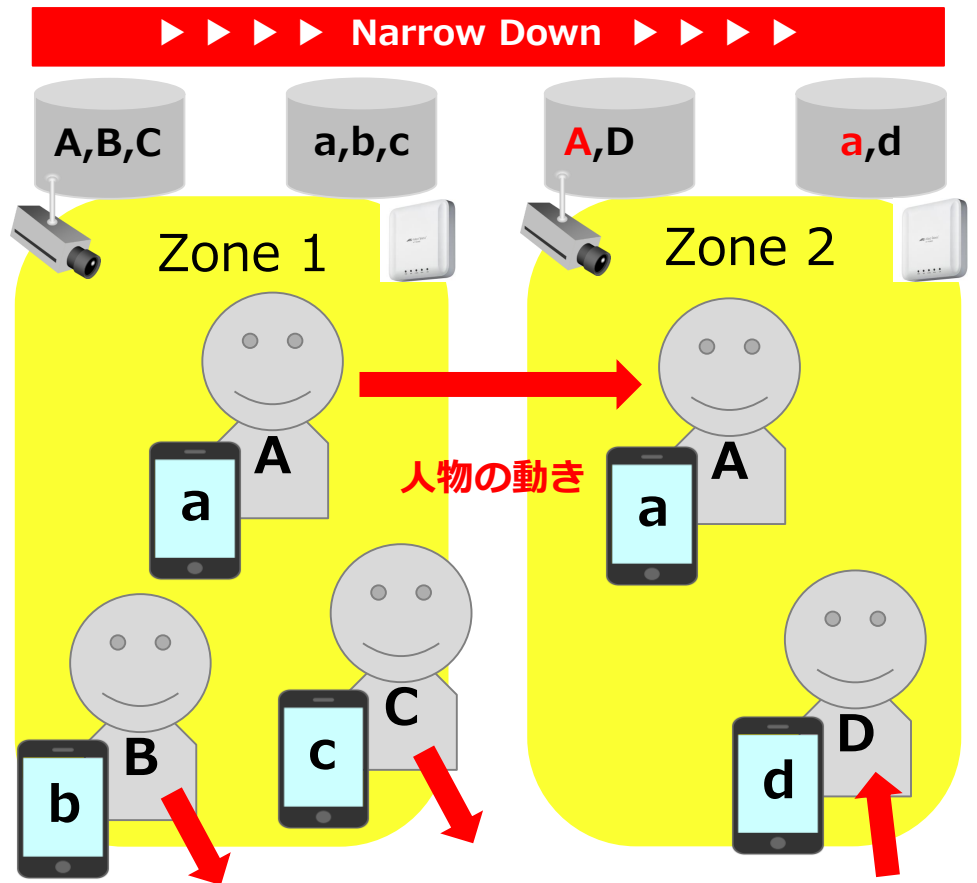 ▶ ▶ ▶ ▶ Narrow Down ▶ ▶ ▶ ▶
A,B,C
a,b,c
A,D
a,d
Zone 1
Zone 2
A
a
人物の動き
A
a
C
c
B
b
D
d